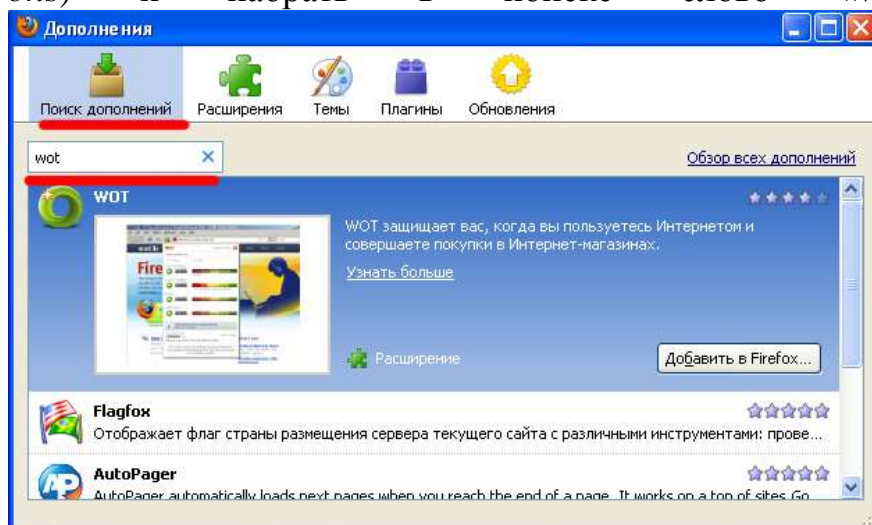 Дополнения
Поиск дополнений Расширения Темы Плагины Обновления
wot
Обзор всех дополнений
WOT
WOT защищает вас, когда вы пользуетесь Интернетом и
совершаете покупки в Интернет-магазинах.
Узнать больше
Fire
Расширение
Добавить в Firefox...
Flagfox
Отображает флаг страны размещения сервера текущего сайта с различными инструментами: прове...
AutoPager
AutoPager automatically loads next pages when you reach the end of a page. It works on a ton of sites Go